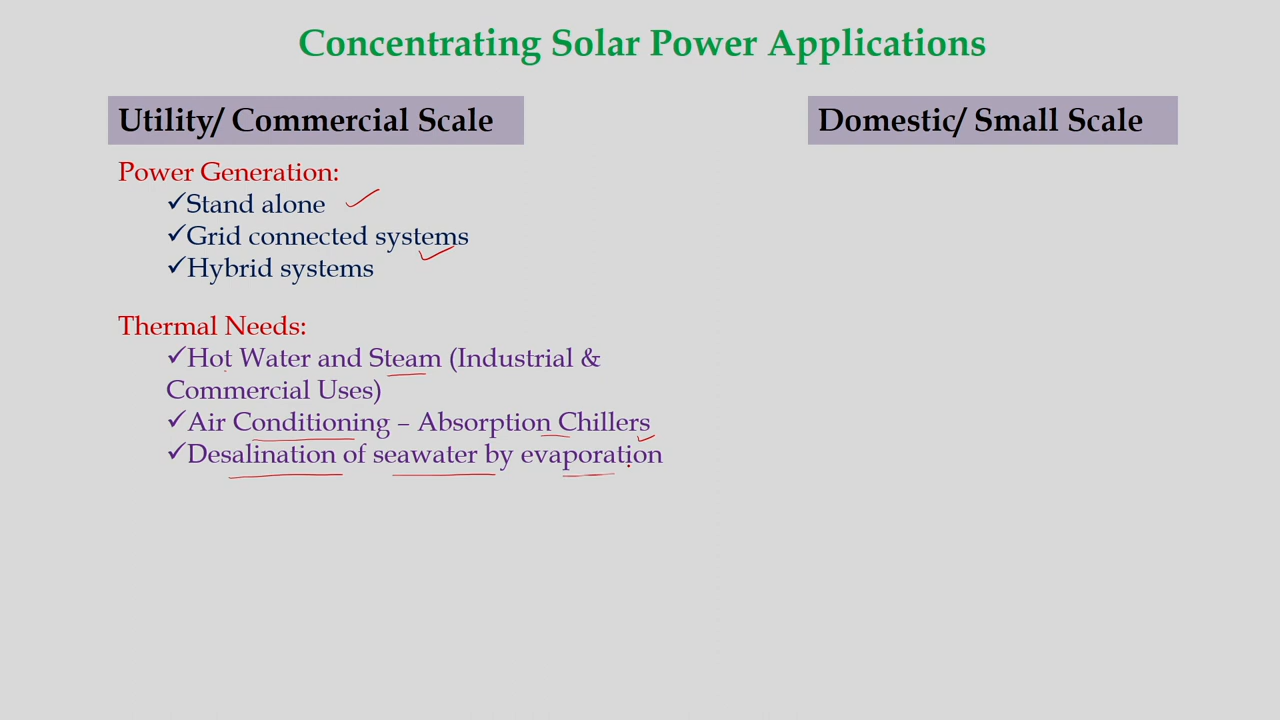 Concentrating Solar Power Applications
Utility/ Commercial Scale
Domestic/ Small Scale
Power Generation:
✓Stand alone
✓Grid connected systems
✓Hybrid systems
Thermal Needs:
✓Hot Water and Steam (Industrial &
Commercial Uses)
✓Air Conditioning – Absorption Chillers
✓Desalination of seawater by evaporation